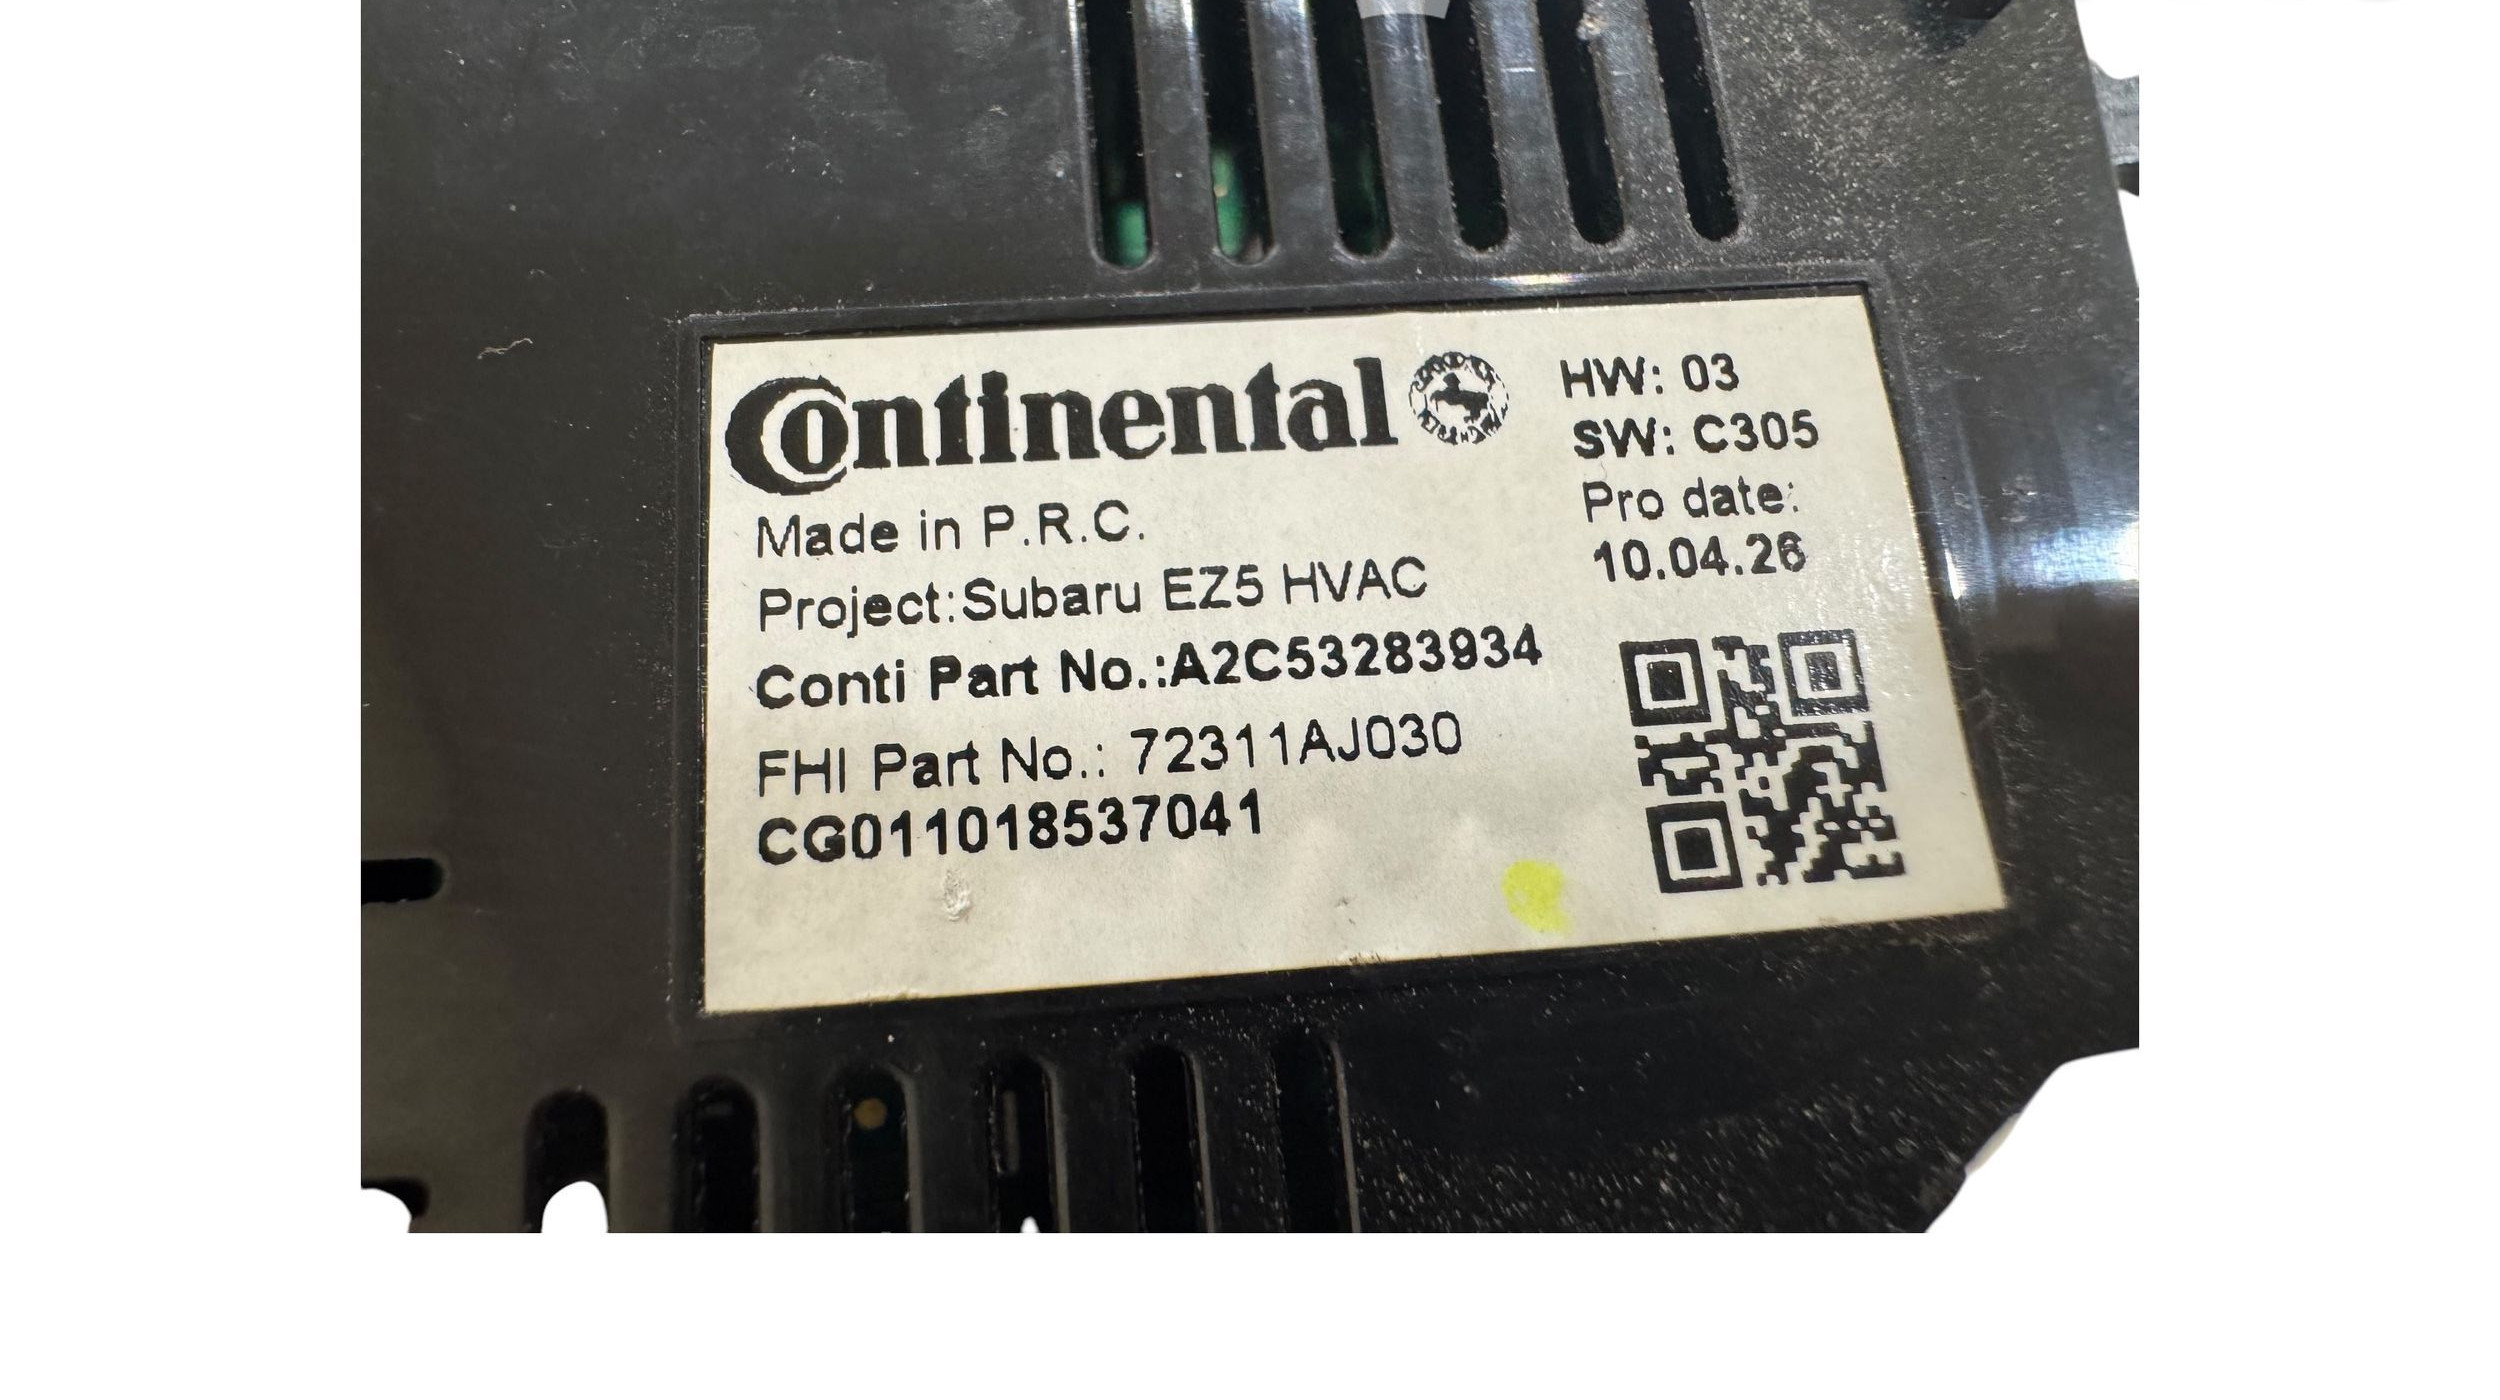 Continental
Made in P.R.C.
Project:Subaru EZ5 HVAC
Conti Part No.:A2C53283934
FHI Part No.: 72311AJ030
CG011018537041
HW: 03
SW: C305
Pro date:
10.04.26